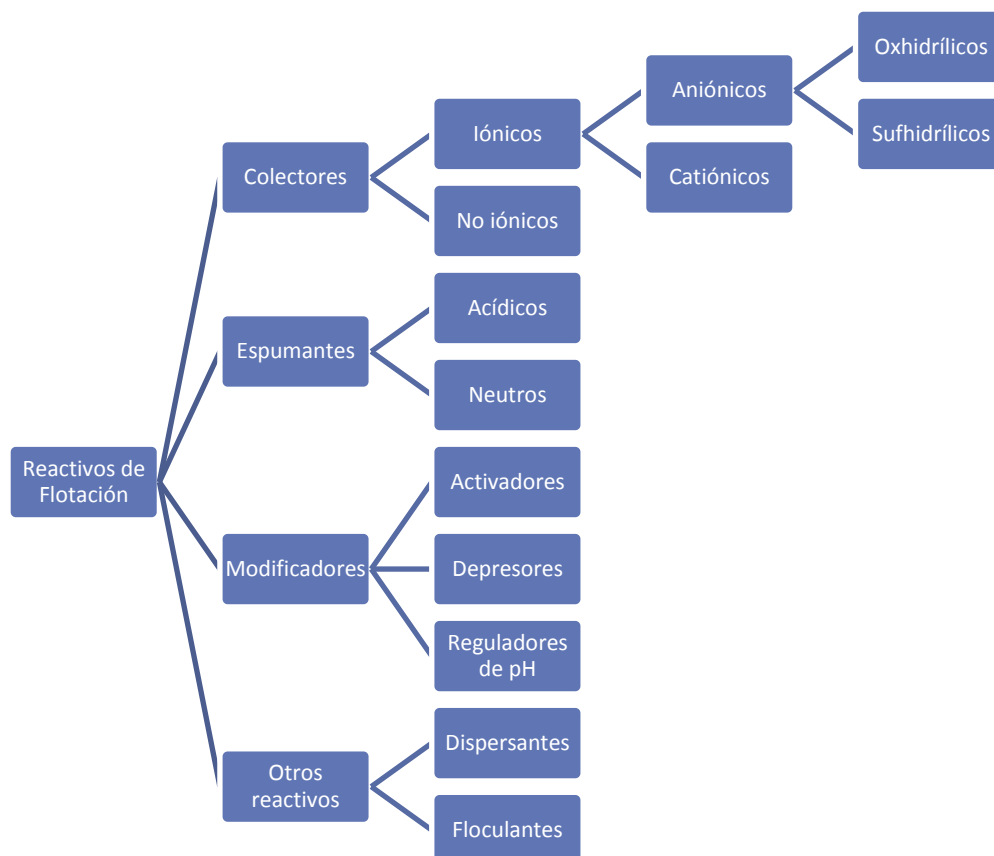 Oxhidrílicos
Aniónicos
Iónicos
Sufhidrílicos
Colectores
Catiónicos
No iónicos
Acídicos
Espumantes
Neutros
Reactivos de
Flotación
Activadores
Modificadores
Depresores
Reguladores
de pH
Dispersantes
Otros
reactivos
Floculantes